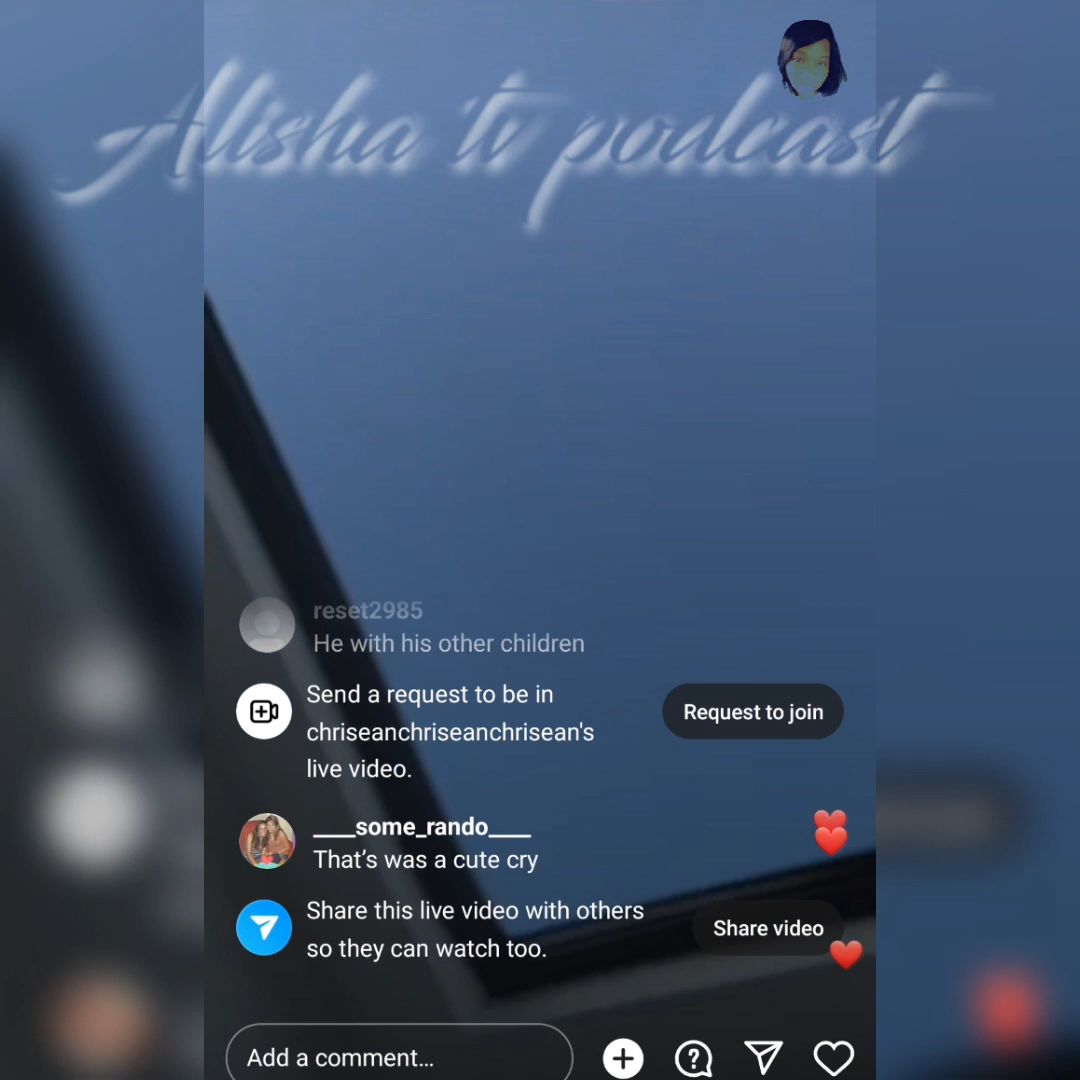 Alisha tv podcast
reset2985
He with his other children
Send a request to be in
chriseanchriseanchrisean's
live video.
Request to join
____some_rando____
That’s was a cute cry
Share this live video with others
so they can watch too.
Share video
Add a comment...